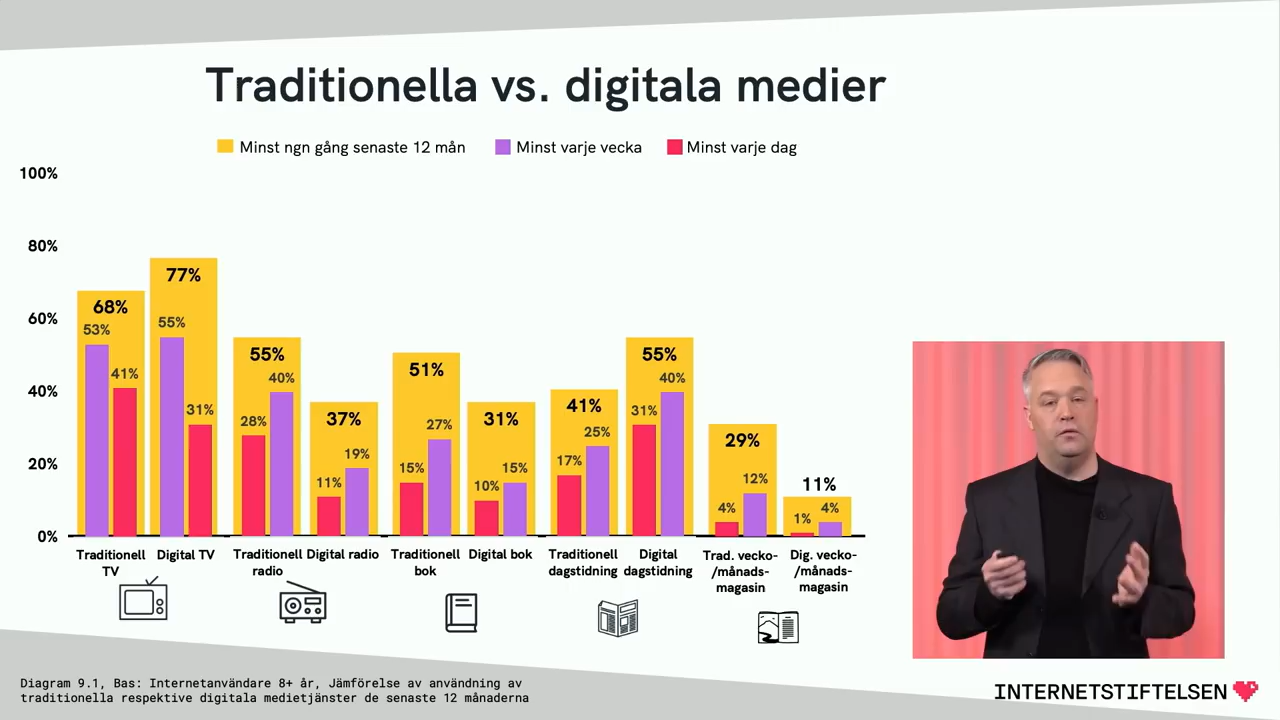 Traditionella vs. digitala medier
Minst ngn gång senaste 12 mån
Minst varje vecka
Minst varje dag
100%
80%
60%
40%
20%
0%
68%
53%
41%
77%
55%
31%
55%
28%
40%
37%
11%
19%
51%
15%
27%
31%
10%
15%
41%
17%
25%
55%
31%
40%
29%
4%
12%
11%
1%
4%
Traditionell
TV
Digital TV
Traditionell
radio
Digital radio
Traditionell
bok
Digital bok
Traditionell
dagstidning
Digital
dagstidning
Trad. vecko-
/månads-
magasin
Dig. vecko-
/månads-
magasin
Diagram 9.1, Bas: Internetanvändare 8+ år, Jämförelse av användning av
traditionella respektive digitala medietjänster de senaste 12 månaderna
INTERNETSTIFTELSEN